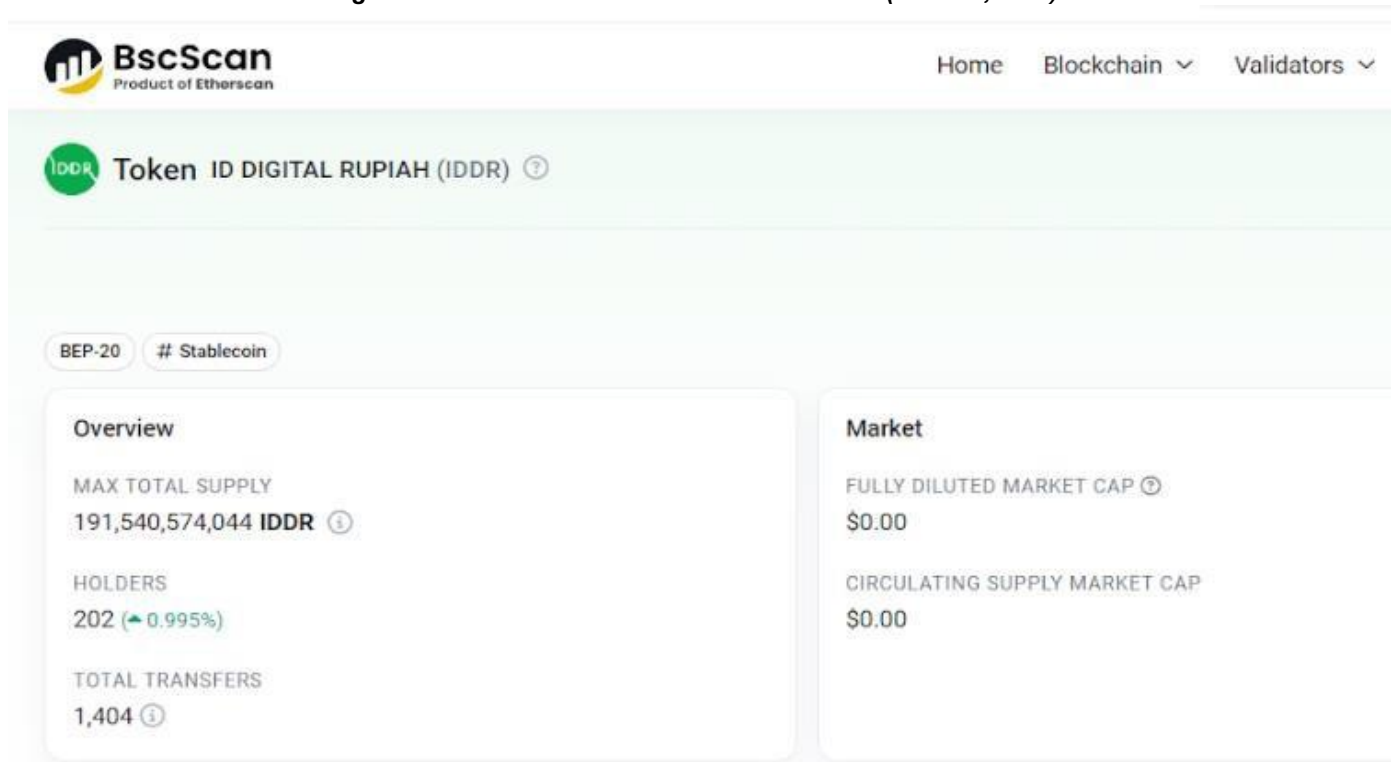 BscScan
Product of Etherscan
Home Blockchain Validators
IDDR Token ID DIGITAL RUPIAH (IDDR)
BEP-20 # Stablecoin
Overview
MAX TOTAL SUPPLY
191,540,574,044 IDDR
HOLDERS
202 (0.995%)
TOTAL TRANSFERS
1,404
Market
FULLY DILUTED MARKET CAP
$0.00
CIRCULATING SUPPLY MARKET CAP
$0.00